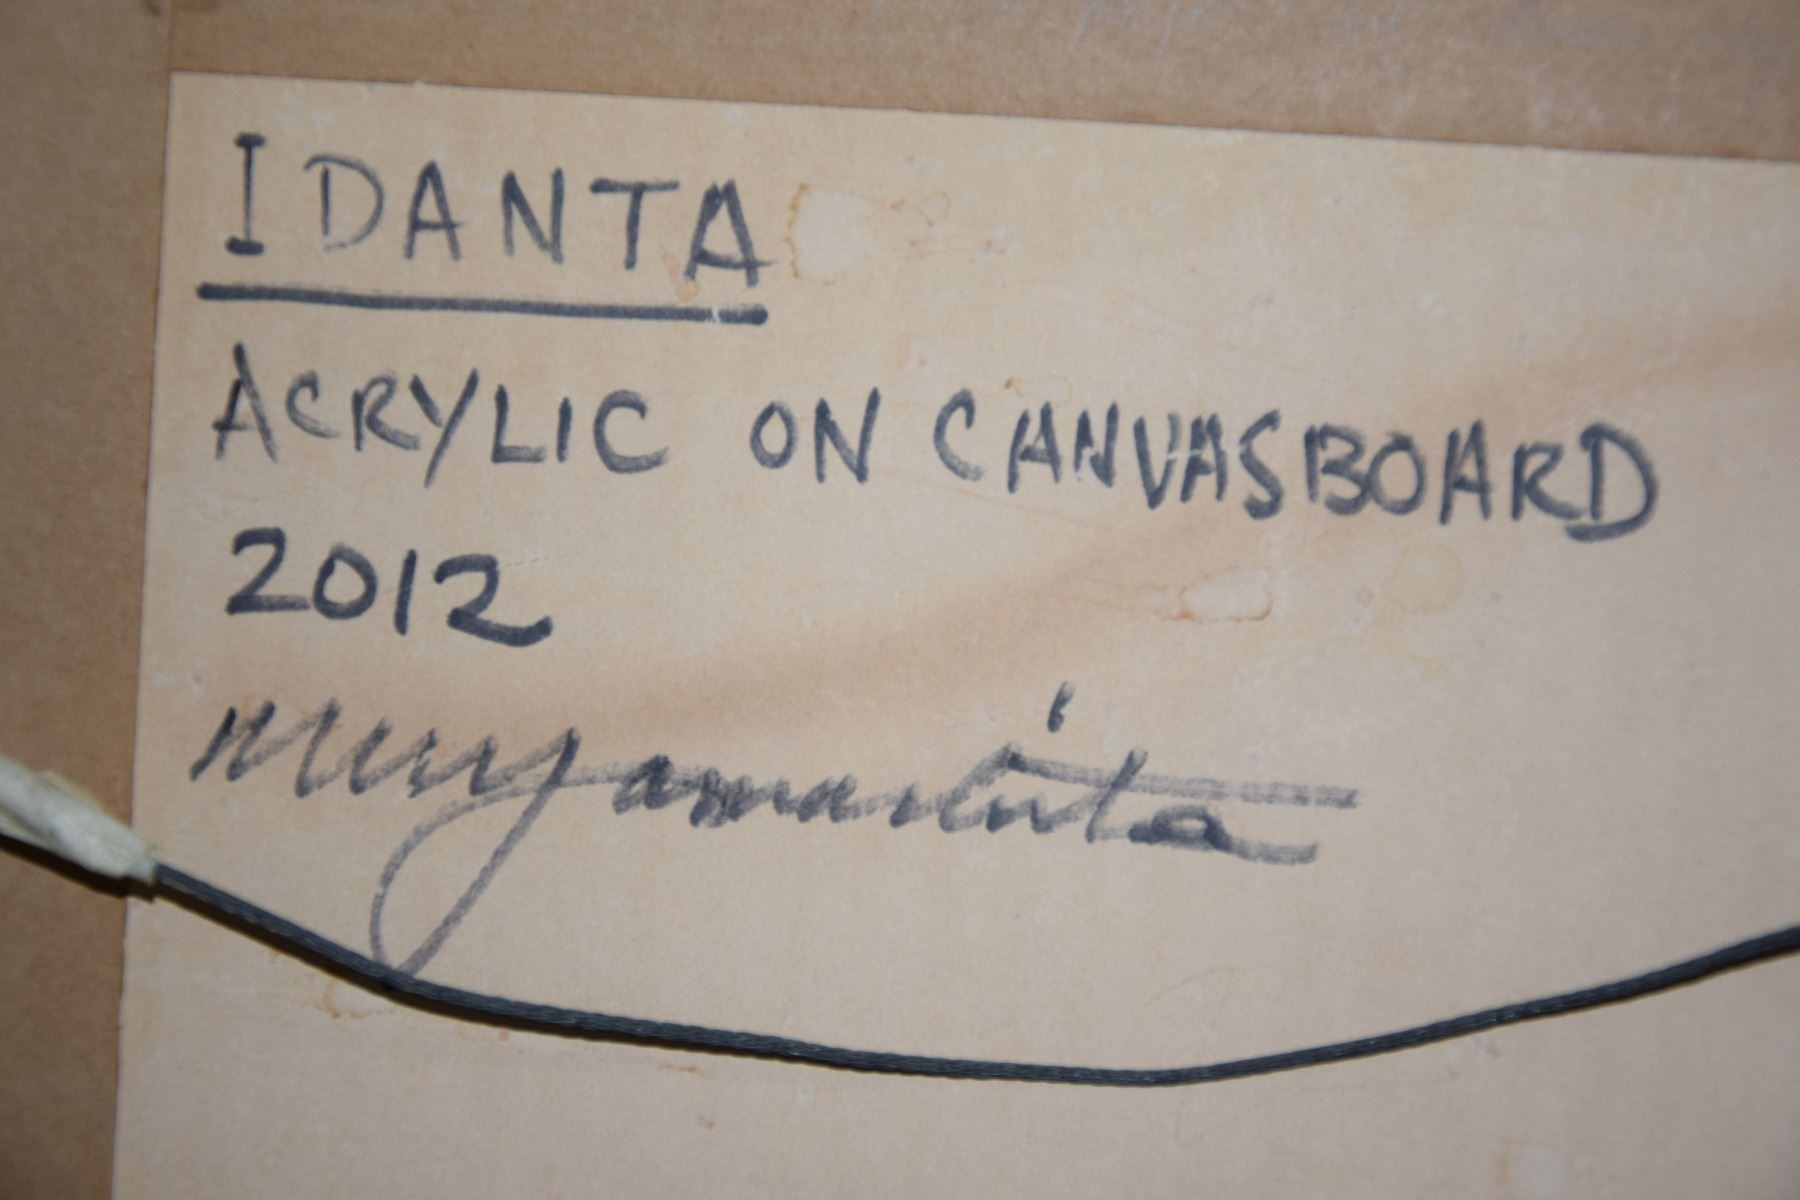 IDANTA
ACRYLIC ON CANVASBOARD
2012